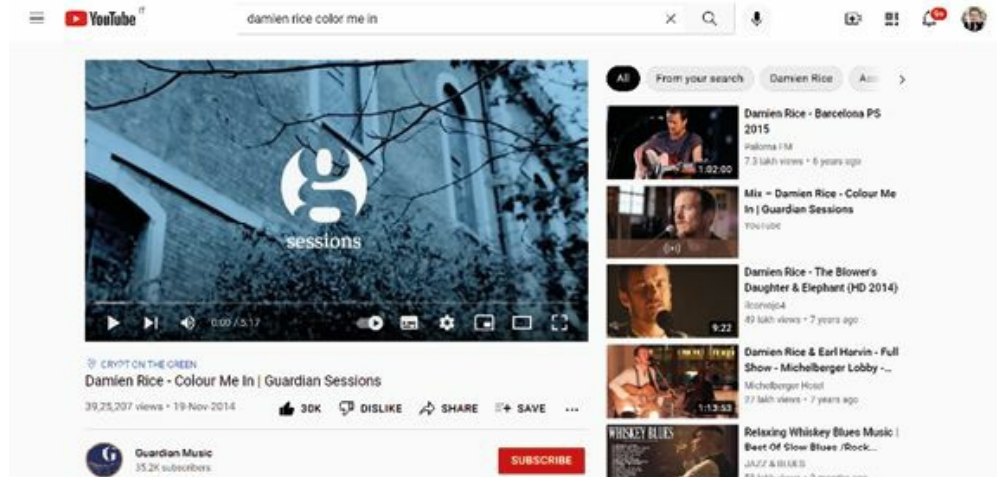 YouTube IT
damien rice color me in
9+
sessions
0:00 / 5:17
CRYPT ON THE GREEN
Damien Rice - Colour Me In | Guardian Sessions
39,25,207 views • 19-Nov-2014
30K DISLIKE SHARE SAVE
G
Guardian Music
35.2K subscribers
SUBSCRIBE
All From your search Damien Rice
Damien Rice - Barcelona PS
2015
Paloma FM
7.3 lakh views • 6 years ago
1:02:00
Mix – Damien Rice - Colour Me
In | Guardian Sessions
YouTube
Damien Rice - The Blower's
Daughter & Elephant (HD 2014)
49 lakh views • 7 years ago
9:22
Damien Rice & Earl Harvin - Full
Show - Michelberger Lobby -...
Michelberger Hotel
27 lakh views • 7 years ago
1:13:53
WHISKEY BLUES
Relaxing Whiskey Blues Music |
Best Of Slow Blues /Rock...
JAZZ & BLUES